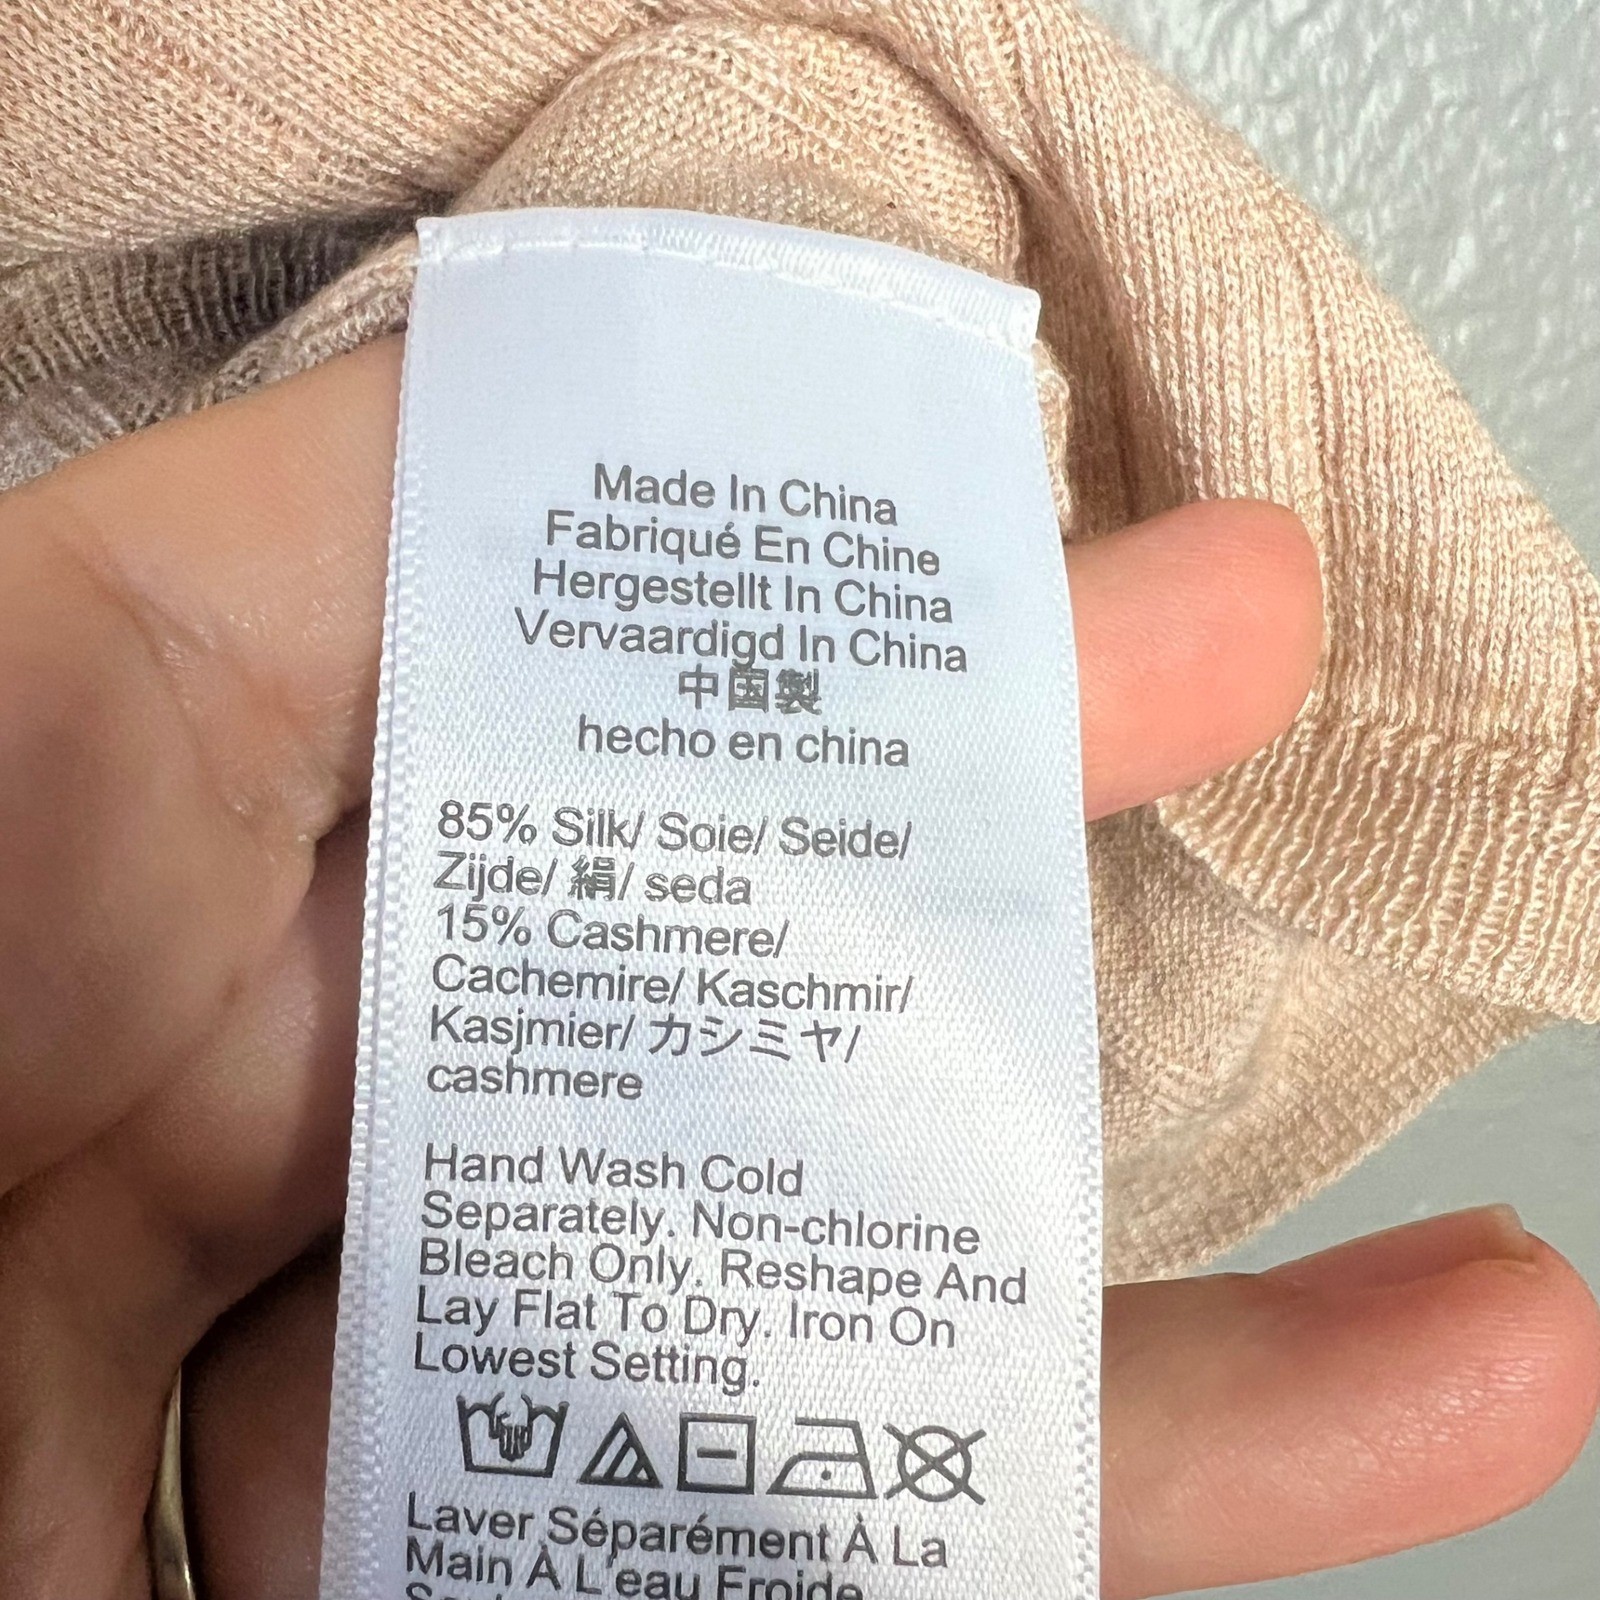 Made In China
Fabriqué En Chine
Hergestellt In China
Vervaardigd In China
中国製
hecho en china
85% Silk/ Soie/ Seide/
Zijde/ 絹/ seda
15% Cashmere/
Cachemire/ Kaschmir/
Kasjmier/ カシミヤ/
cashmere
Hand Wash Cold
Separately. Non-chlorine
Bleach Only. Reshape And
Lay Flat To Dry. Iron On
Lowest Setting.
Laver Séparément À La
Main À L'eau Froide